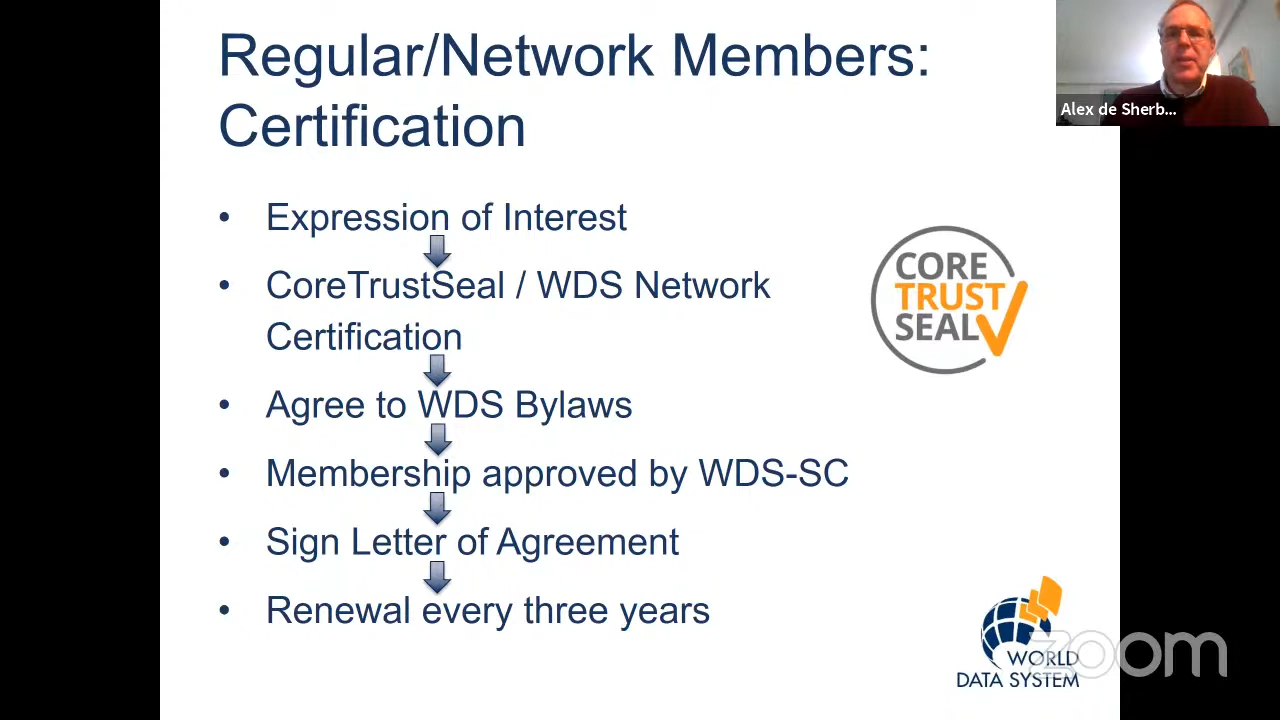 Regular/Network Members:
Certification
Alex de Sherb...
• Expression of Interest
• CoreTrustSeal / WDS Network
Certification
• Agree to WDS Bylaws
• Membership approved by WDS-SC
• Sign Letter of Agreement
• Renewal every three years
CORE
TRUST
SEAL
WORLD
DATA SYSTEM
zoom